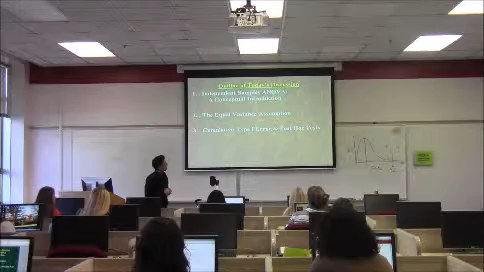 Outline of Today's Discussion
1. Independent Samples ANOVA:
A Conceptual Introduction
2. The Equal Variance Assumption
3. Cumulative Type I Error & Post Hoc Tests